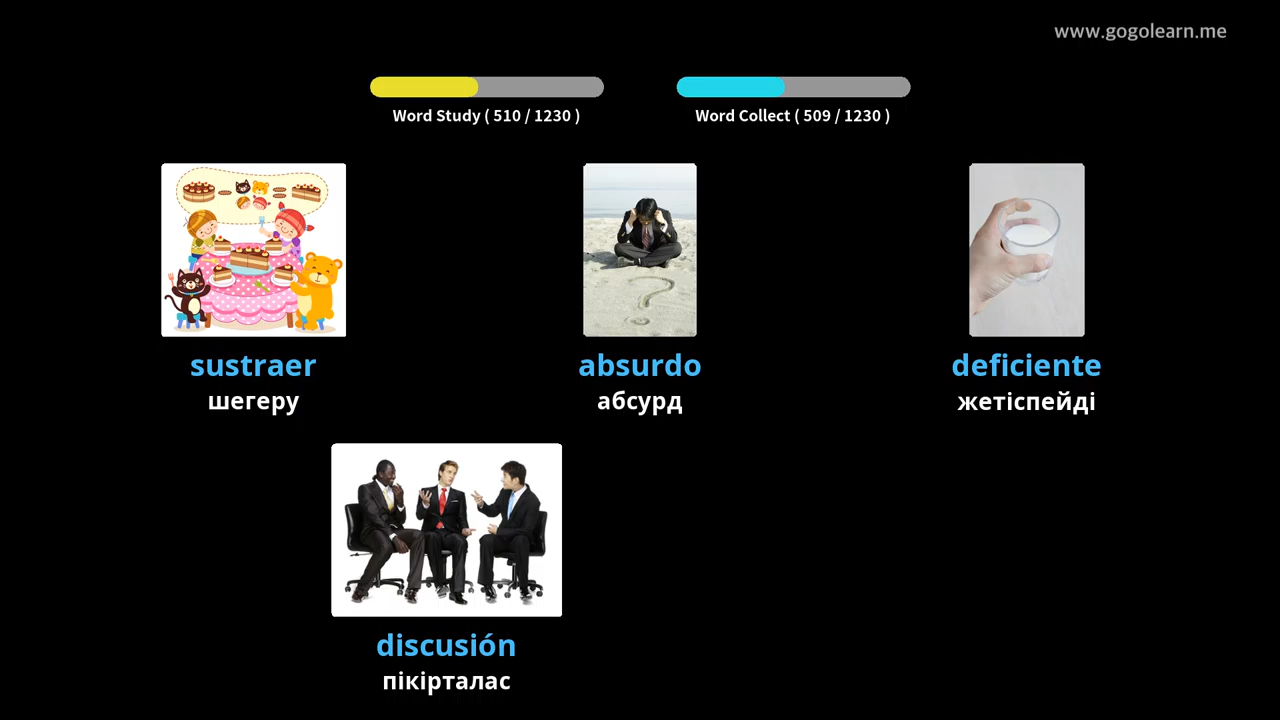 www.gogolearn.me
Word Study ( 510 / 1230 )
Word Collect ( 509 / 1230 )
sustraer
шегеру
absurdo
абсурд
deficiente
жетіспейді
discusión
пікірталас